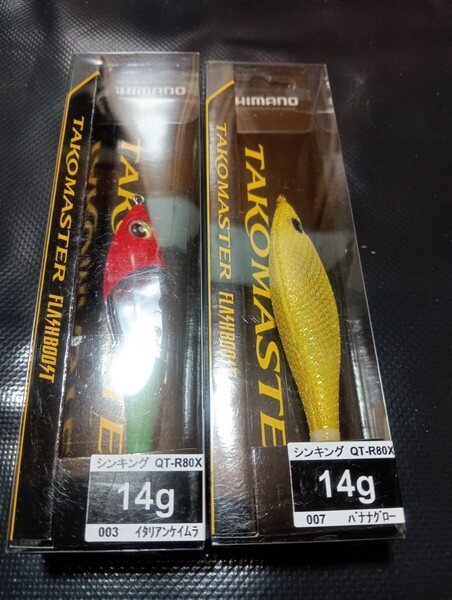 SHIMANO
TAKOMASTER FLASHBOOST
TAKOMASTER
シンキング QT-R80X
14g
003 イタリアンケイムラ
HIMANO
TAKOMASTER FLASHBOOST
TAKOMASTE
シンキング QT-R80X
14g
007 バナナグロー